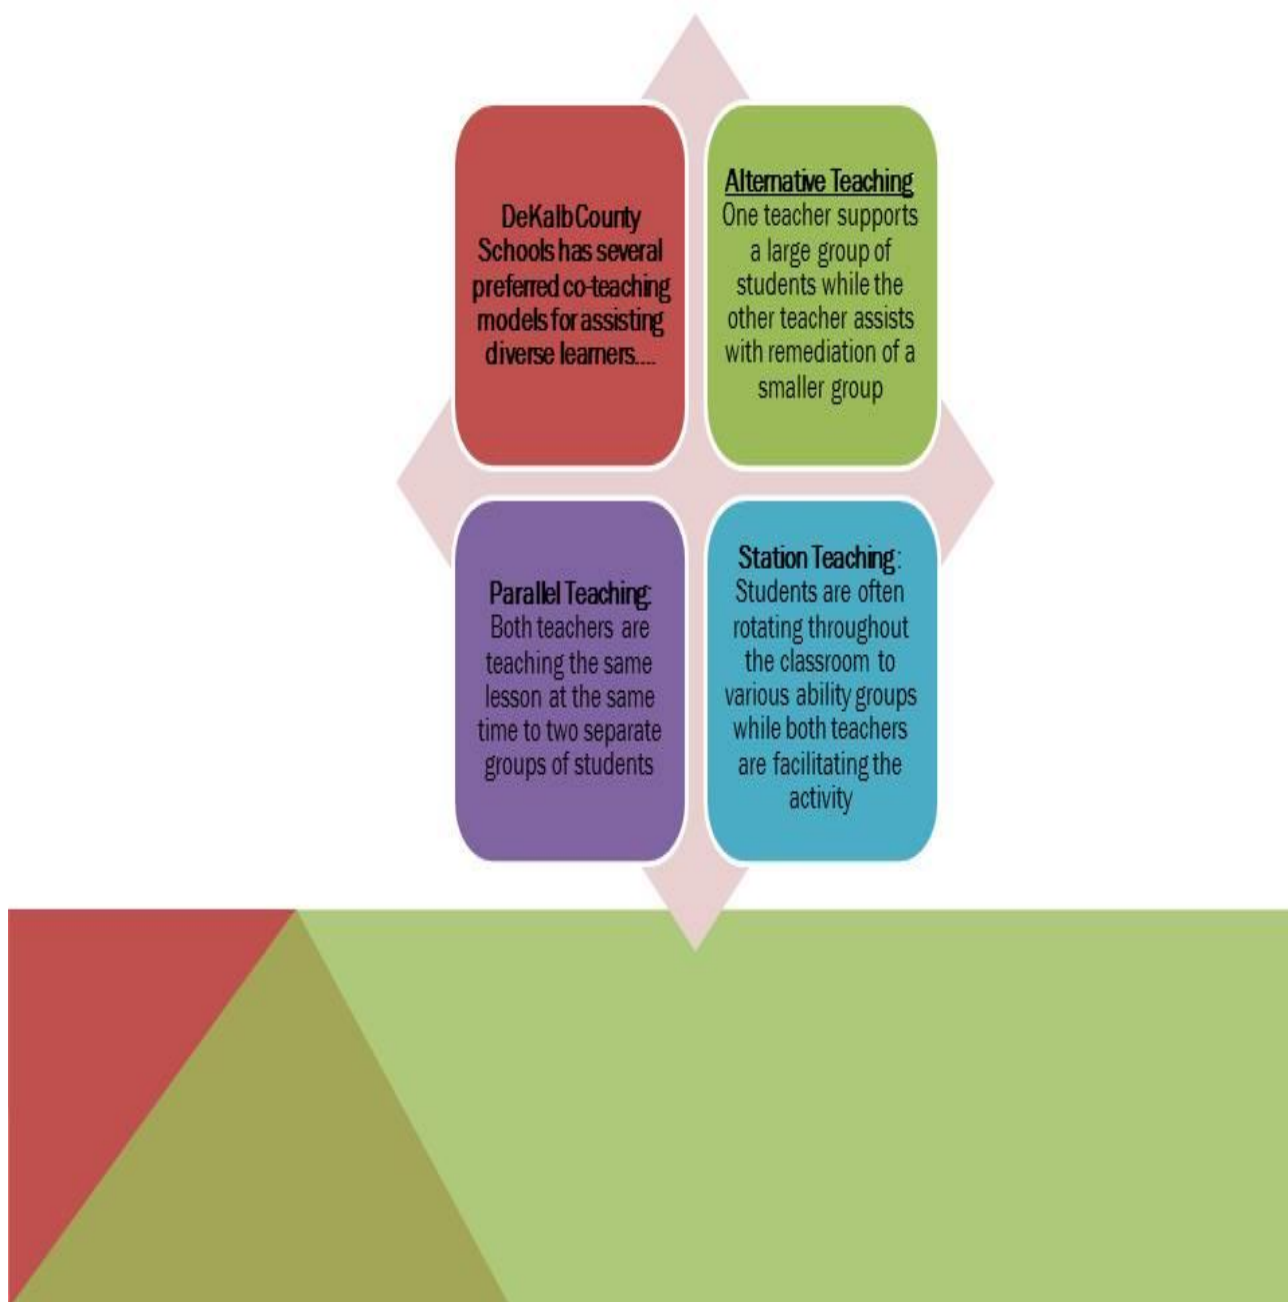 DeKalb County
Schools has several
preferred co-teaching
models for assisting
diverse learners....
Alternative Teaching
One teacher supports
a large group of
students while the
other teacher assists
with remediation of a
smaller group
Parallel Teaching:
Both teachers are
teaching the same
lesson at the same
time to two separate
groups of students
Station Teaching:
Students are often
rotating throughout
the classroom to
various ability groups
while both teachers
are facilitating the
activity